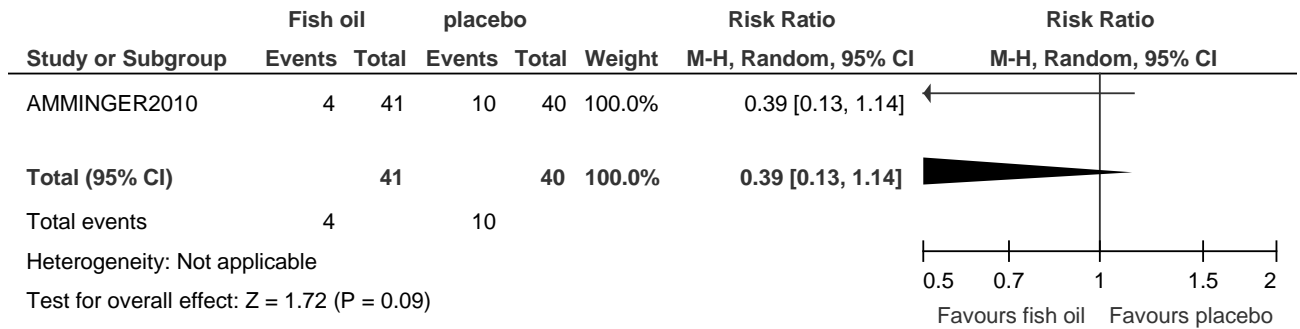 Fish oil placebo Risk Ratio Risk Ratio
Study or Subgroup Events Total Events Total Weight M-H, Random, 95% CI M-H, Random, 95% CI
AMMINGER2010 4 41 10 40 100.0% 0.39 [0.13, 1.14]
Total (95% CI) 41 40 100.0% 0.39 [0.13, 1.14]
Total events 4 10
Heterogeneity: Not applicable
Test for overall effect: Z = 1.72 (P = 0.09)
0.5 0.7 1 1.5 2
Favours fish oil Favours placebo